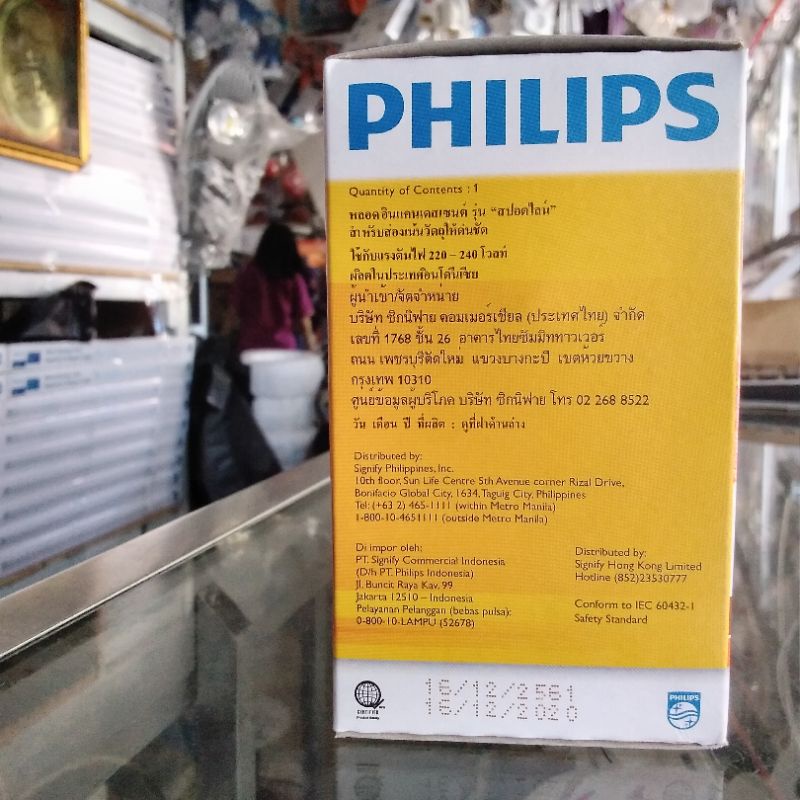 PHILIPS
Quantity of Contents : 1
หลอดอินแคนเดสเซนต์ รุ่น "สปอตไลน์"
สำหรับส่องเน้นวัตถุให้เด่นชัด
ใช้กับแรงดันไฟ 220 – 240 โวลท์
ผลิตในประเทศอินโดนีเซีย
ผู้นำเข้า/จัดจำหน่าย
บริษัท ซิกนิฟาย คอมเมอร์เชียล (ประเทศไทย) จำกัด
เลขที่ 1768 ชั้น 26 อาคารไทยซัมมิททาวเวอร์
ถนน เพชรบุรีตัดใหม่ แขวงบางกะปิ เขตห้วยขวาง
กรุงเทพ 10310
ศูนย์ข้อมูลผู้บริโภค บริษัท ซิกนิฟาย โทร 02 268 8522
วัน เดือน ปี ที่ผลิต : ดูที่ฝาด้านล่าง
Distributed by:
Signify Philippines, Inc.
10th floor, Sun Life Centre 5th Avenue corner Rizal Drive,
Bonifacio Global City, 1634, Taguig City, Philippines
Tel: (+63 2) 465-1111 (within Metro Manila)
1-800-10-4651111 (outside Metro Manila)
Di impor oleh:
PT. Signify Commercial Indonesia
(D/h PT. Philips Indonesia)
Jl. Buncit Raya Kav. 99
Jakarta 12510 – Indonesia
Pelayanan Pelanggan (bebas pulsa):
0-800-10-LAMPU (52678)
Distributed by:
Signify Hong Kong Limited
Hotline (852)23530777
Conform to IEC 60432-1
Safety Standard
16/12/2561
16/12/2020
PHILIPS